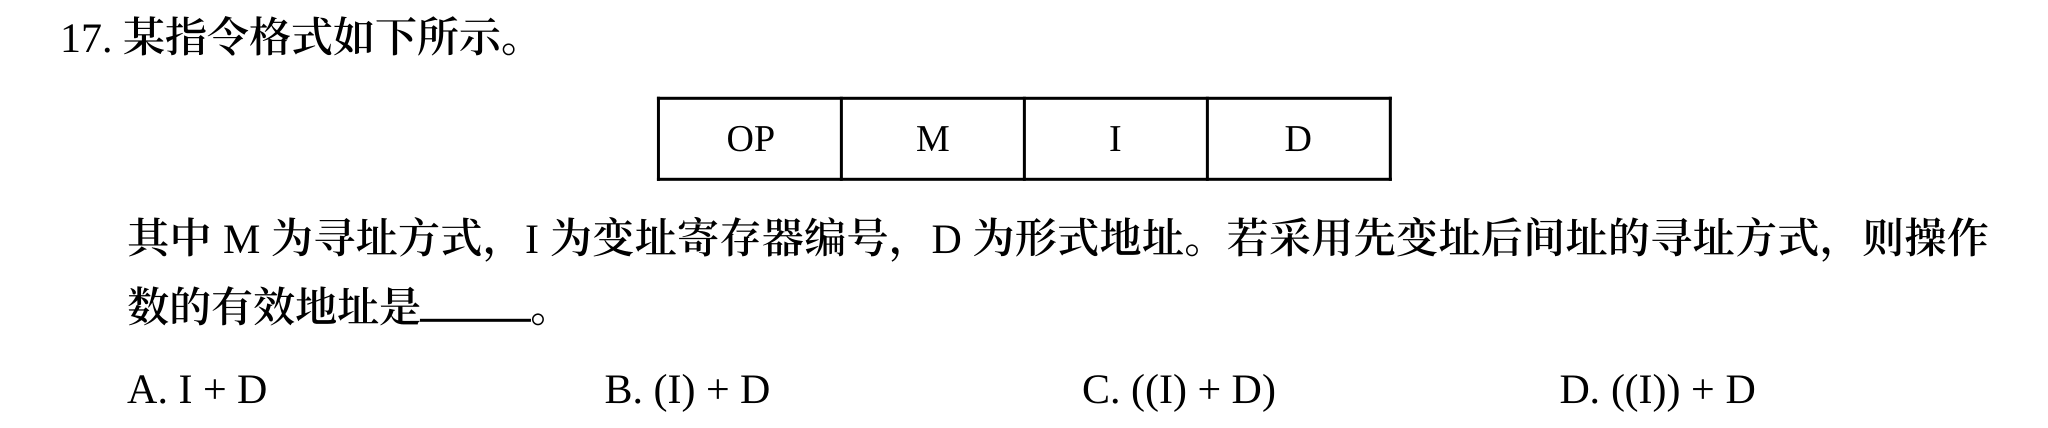 17. 某指令格式如下所示。
OP M I D
其中 M 为寻址方式，I 为变址寄存器编号，D 为形式地址。若采用先变址后间址的寻址方式，则操作
数的有效地址是_____。
A. I + D B. (I) + D C. ((I) + D) D. ((I)) + D